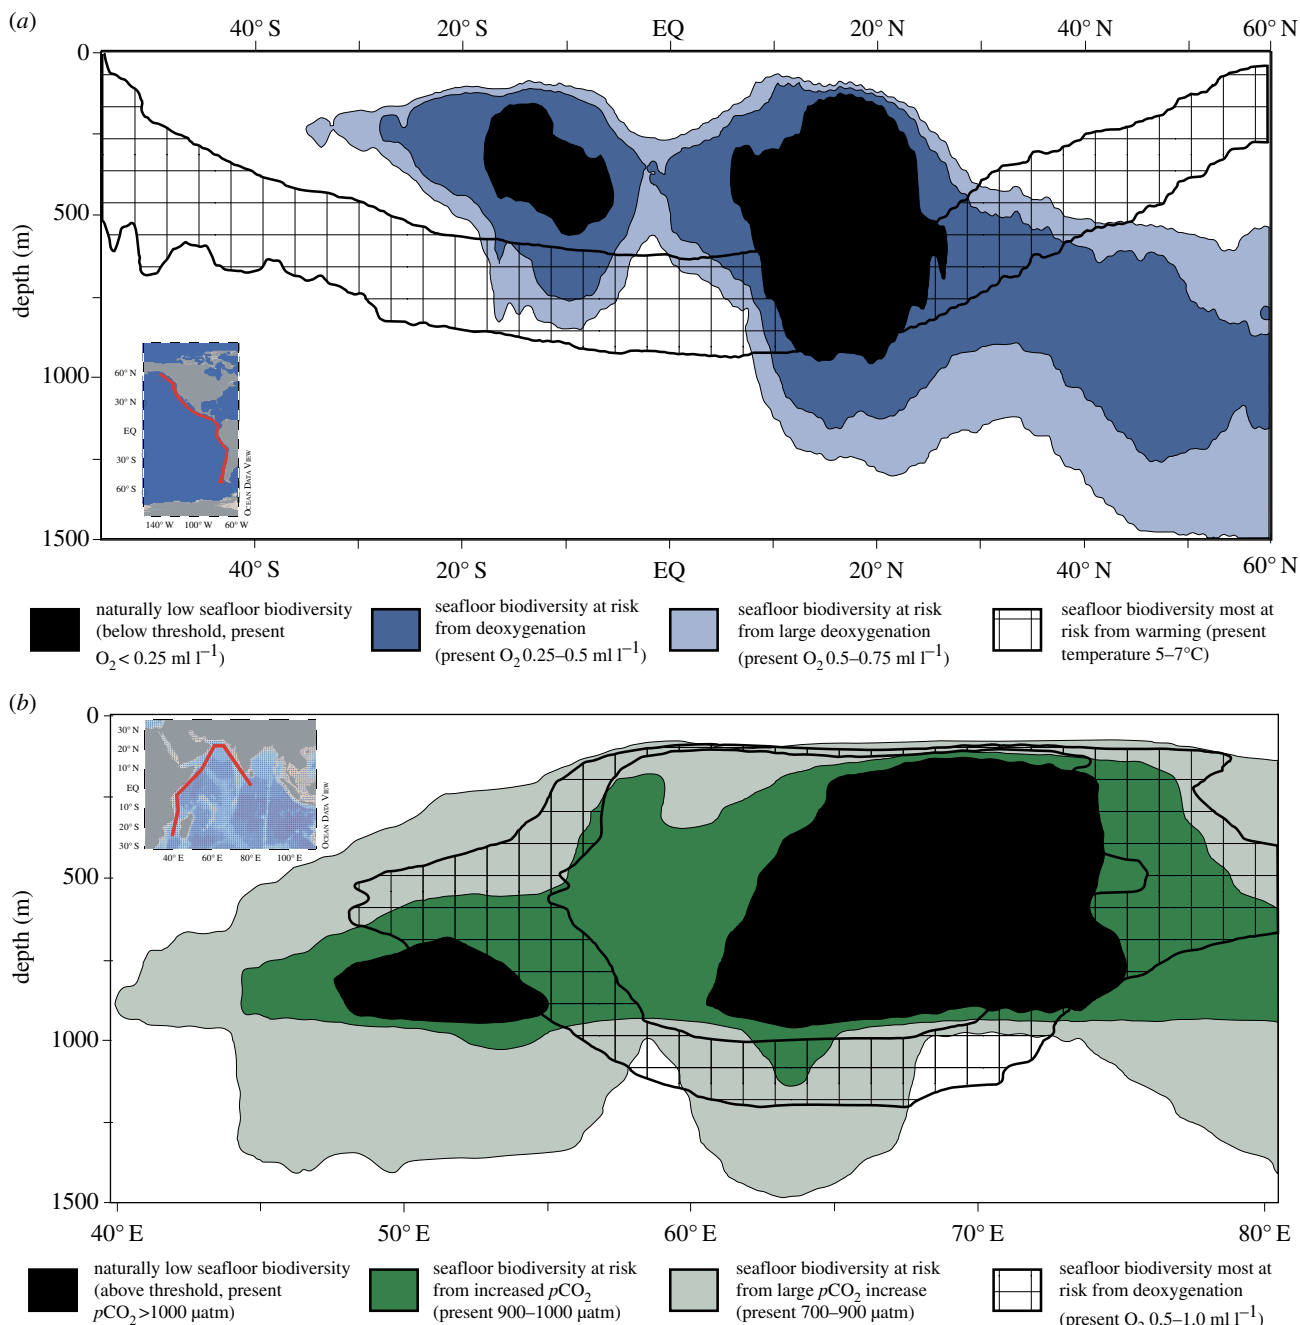 (a)
40° S 20° S EQ 20° N 60° N
0
500
1000
1500
depth (m)
60° N
30° N
EQ
30° S
60° S
140° W 100° W 60° W
OCEAN DATA VIEW
40° S 20° S EQ 20° N 40° N 60° N
naturally low seafloor biodiversity
(below threshold, present
O₂ < 0.25 ml l⁻¹)
seafloor biodiversity at risk
from deoxygenation
(present O₂ 0.25–0.5 ml l⁻¹)
seafloor biodiversity at risk
from large deoxygenation
(present O₂ 0.5–0.75 ml l⁻¹)
seafloor biodiversity most at
risk from warming (present
temperature 5–7°C)
(b)
0
500
1000
1500
depth (m)
30° N
20° N
10° N
EQ
10° S
20° S
30° S
40° E 60° E 80° E 100° E
OCEAN DATA VIEW
40° E 50° E 60° E 70° E 80° E
naturally low seafloor biodiversity
(above threshold, present
pCO₂ >1000 µatm)
seafloor biodiversity at risk
from increased pCO₂
(present 900–1000 µatm)
seafloor biodiversity at risk
from large pCO₂ increase
(present 700–900 µatm)
seafloor biodiversity most at
risk from deoxygenation
(present O₂ 0.5–1.0 ml l⁻¹)